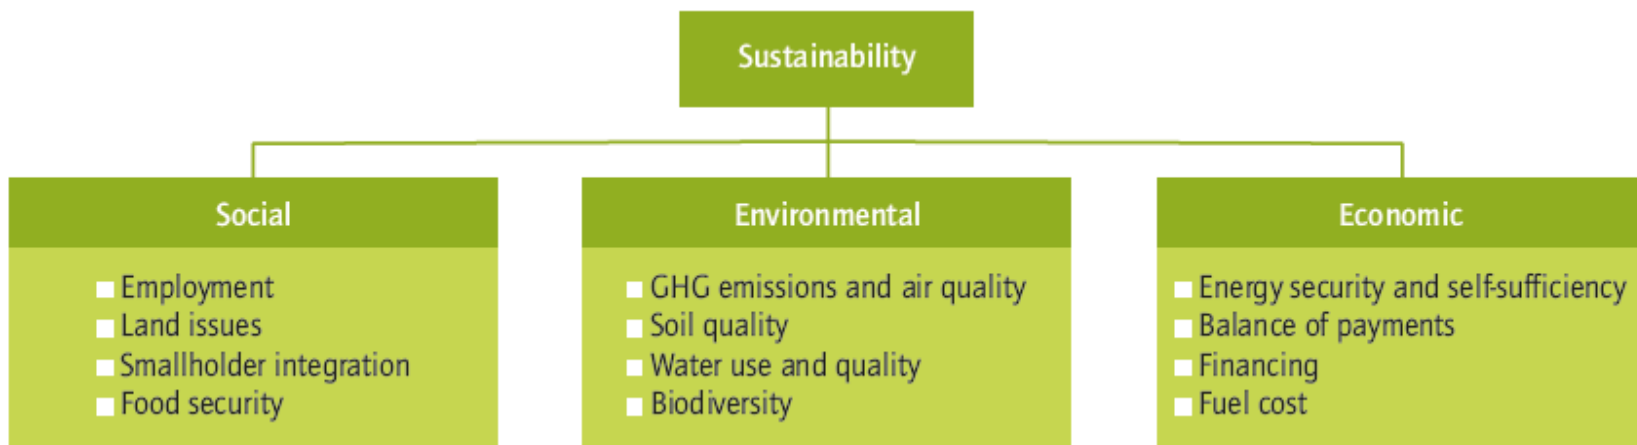 Sustainability
Social
Employment
Land issues
Smallholder integration
Food security
Environmental
GHG emissions and air quality
Soil quality
Water use and quality
Biodiversity
Economic
Energy security and self-sufficiency
Balance of payments
Financing
Fuel cost